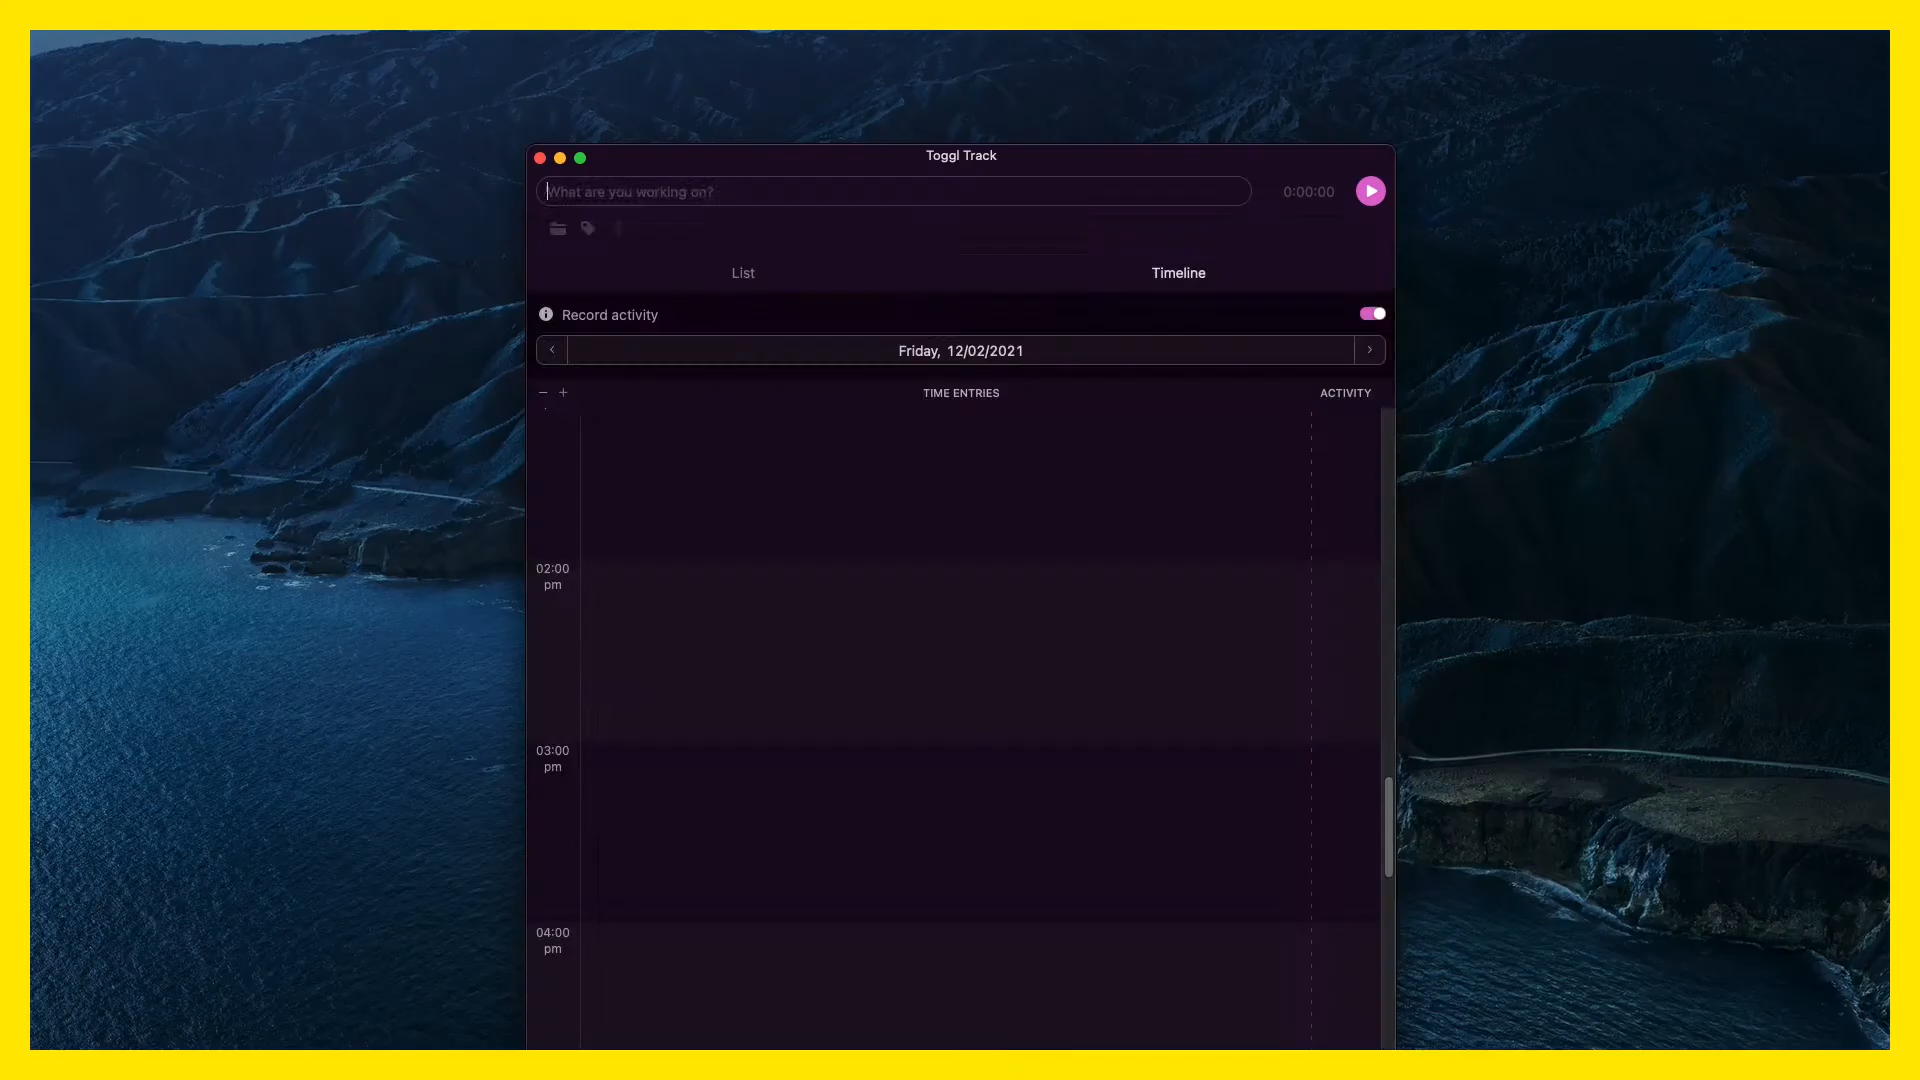 Toggl Track
What are you working on?
0:00:00
List
Timeline
Record activity
Friday, 12/02/2021
TIME ENTRIES
ACTIVITY
02:00
pm
03:00
pm
04:00
pm